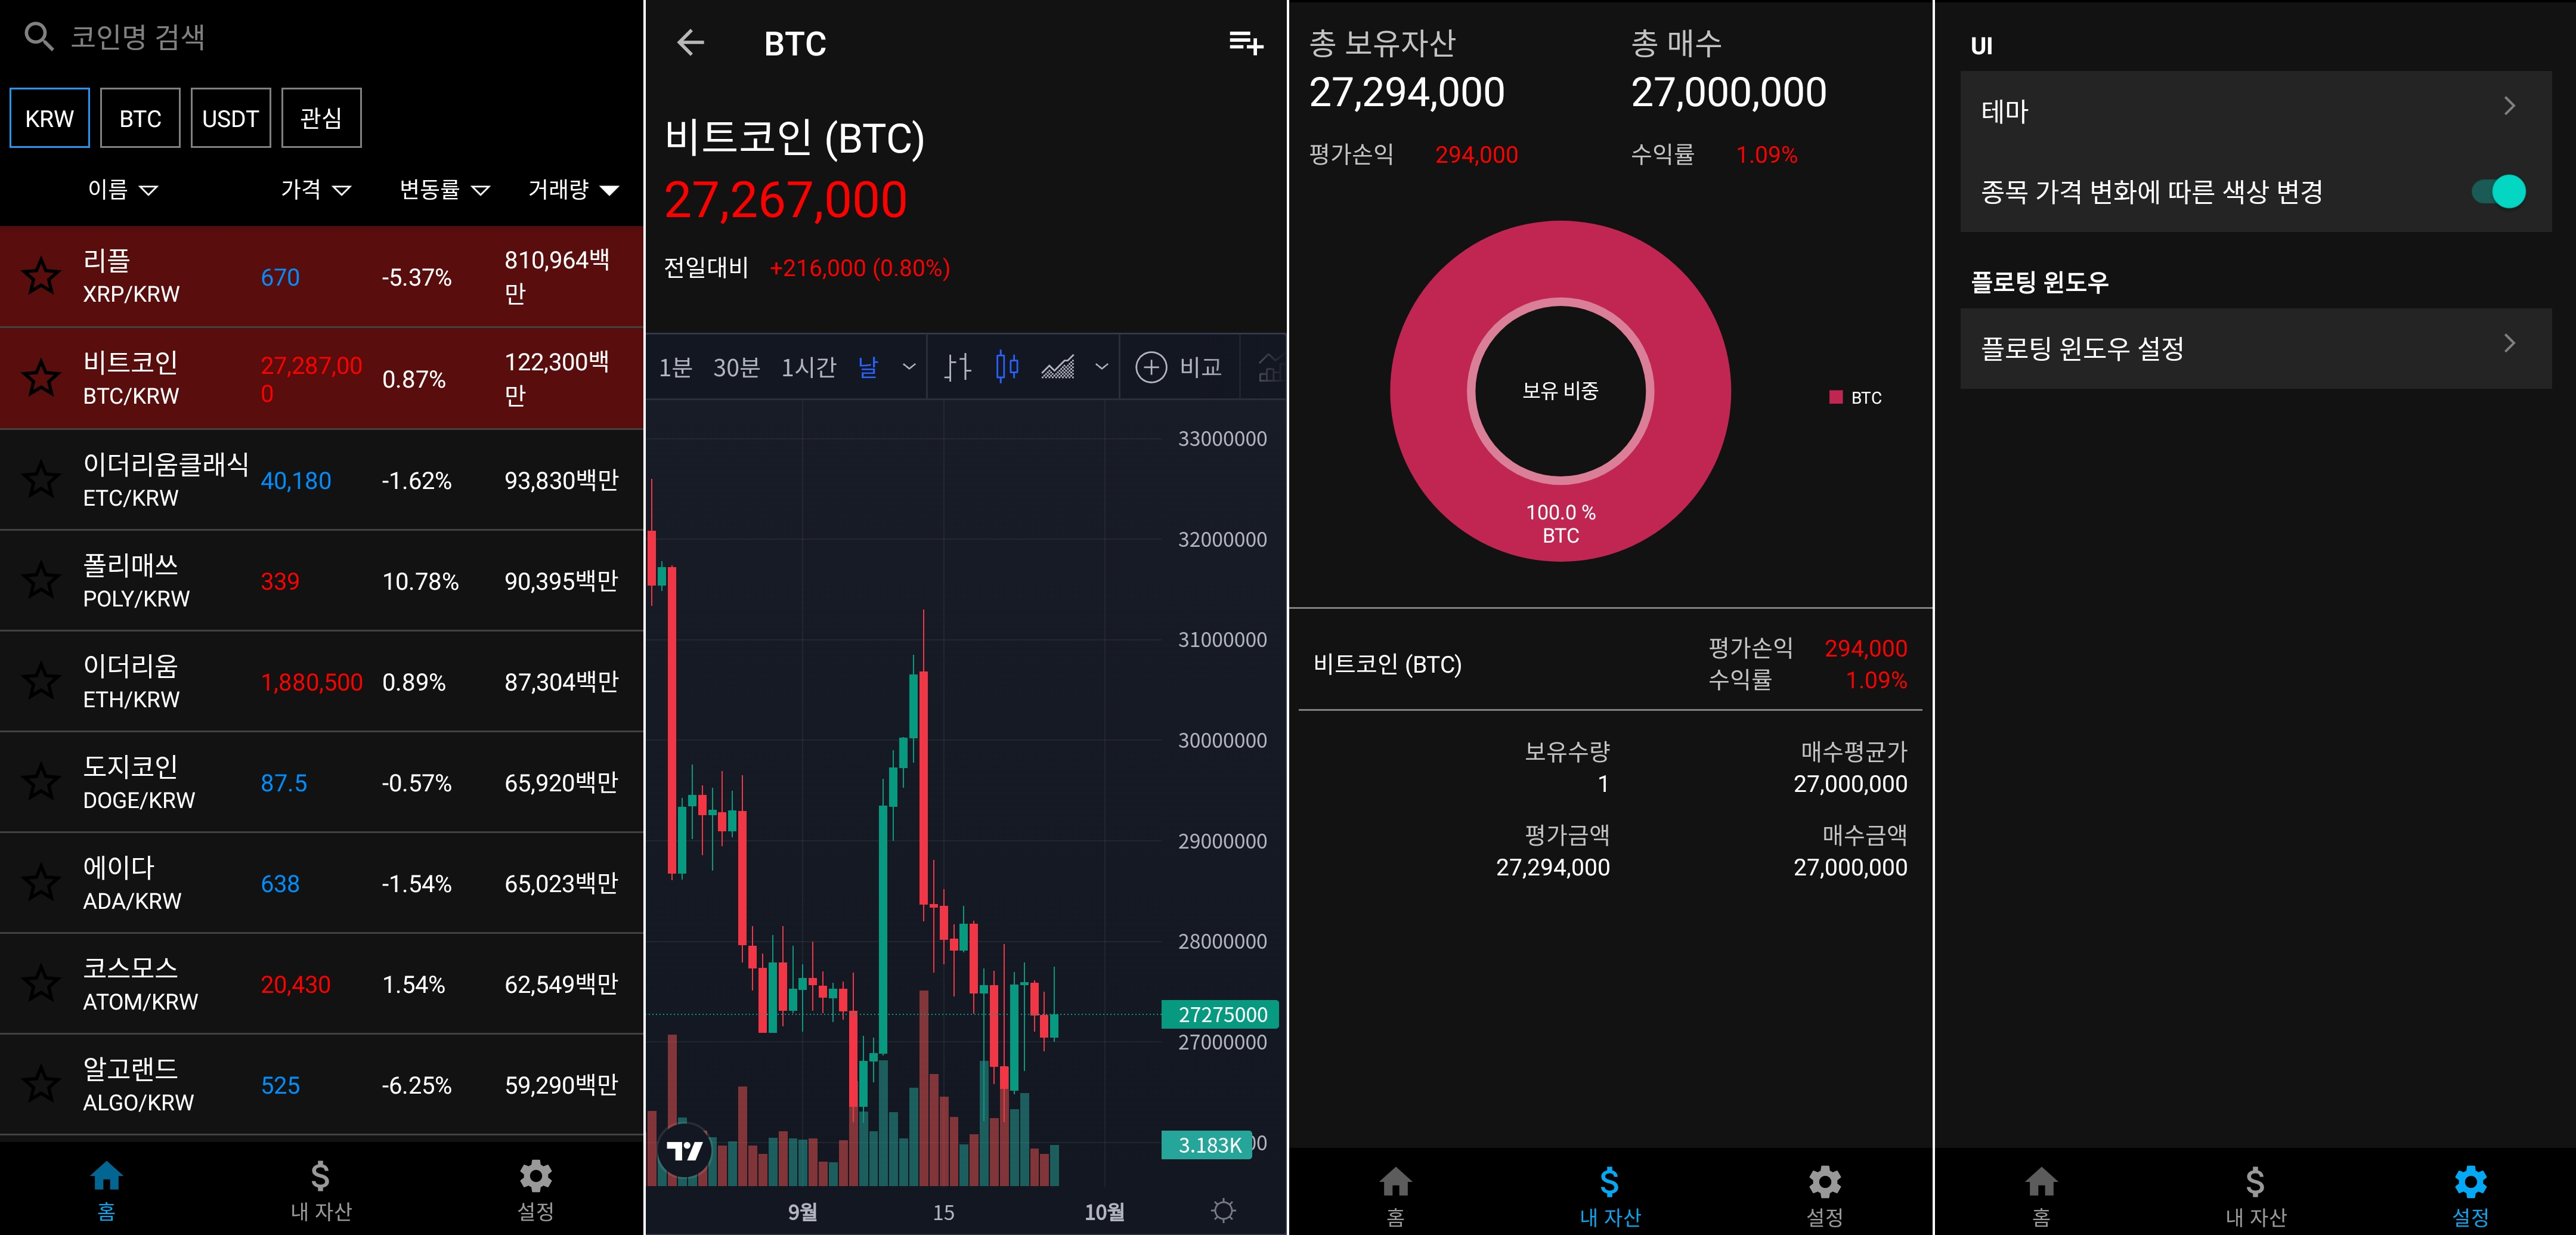 코인명 검색
KRW BTC USDT 관심
이름 가격 변동률 거래량
리플
XRP/KRW
670
-5.37%
810,964백
만
비트코인
BTC/KRW
27,287,00
0
0.87%
122,300백
만
이더리움클래식
ETC/KRW
40,180
-1.62%
93,830백만
폴리매쓰
POLY/KRW
339
10.78%
90,395백만
이더리움
ETH/KRW
1,880,500
0.89%
87,304백만
도지코인
DOGE/KRW
87.5
-0.57%
65,920백만
에이다
ADA/KRW
638
-1.54%
65,023백만
코스모스
ATOM/KRW
20,430
1.54%
62,549백만
알고랜드
ALGO/KRW
525
-6.25%
59,290백만
홈 내 자산 설정
BTC
비트코인 (BTC)
27,267,000
전일대비 +216,000 (0.80%)
1분 30분 1시간 날 비교
33000000
32000000
31000000
30000000
29000000
28000000
27275000
27000000
3.183K
9월 15 10월
총 보유자산 총 매수
27,294,000 27,000,000
평가손익 294,000 수익률 1.09%
보유 비중
BTC
100.0 %
BTC
비트코인 (BTC)
평가손익 294,000
수익률 1.09%
보유수량 매수평균가
1 27,000,000
평가금액 매수금액
27,294,000 27,000,000
홈 내 자산 설정
UI
테마
종목 가격 변화에 따른 색상 변경
플로팅 윈도우
플로팅 윈도우 설정
홈 내 자산 설정